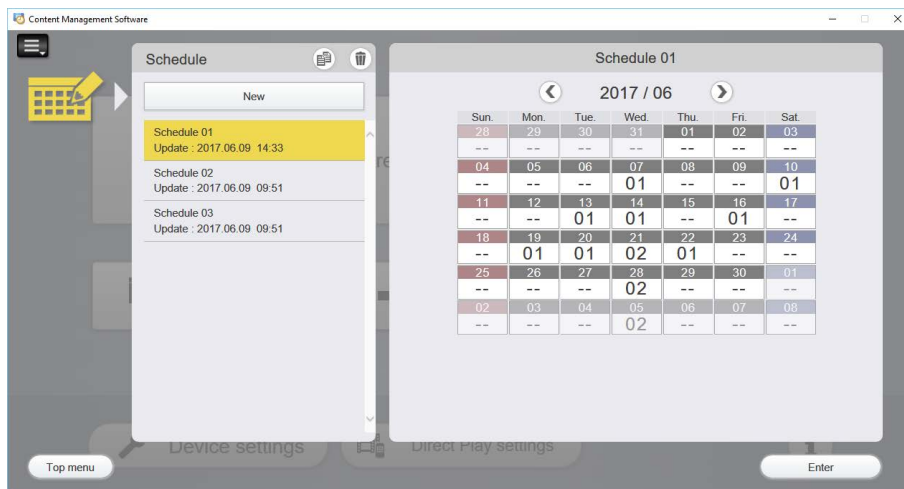 Content Management Software
Schedule
New
Schedule 01
Update : 2017.06.09 14:33
Schedule 02
Update : 2017.06.09 09:51
Schedule 03
Update : 2017.06.09 09:51
Schedule 01
2017 / 06
Sun. Mon. Tue. Wed. Thu. Fri. Sat.
28 29 30 31 01 02 03
-- -- -- -- -- -- --
04 05 06 07 08 09 10
-- -- -- 01 -- -- 01
11 12 13 14 15 16 17
-- -- 01 01 -- 01 --
18 19 20 21 22 23 24
-- 01 01 02 01 -- --
25 26 27 28 29 30 01
-- -- -- 02 -- -- --
02 03 04 05 06 07 08
-- -- -- 02 -- -- --
Device settings
Direct Play settings
Top menu
Enter